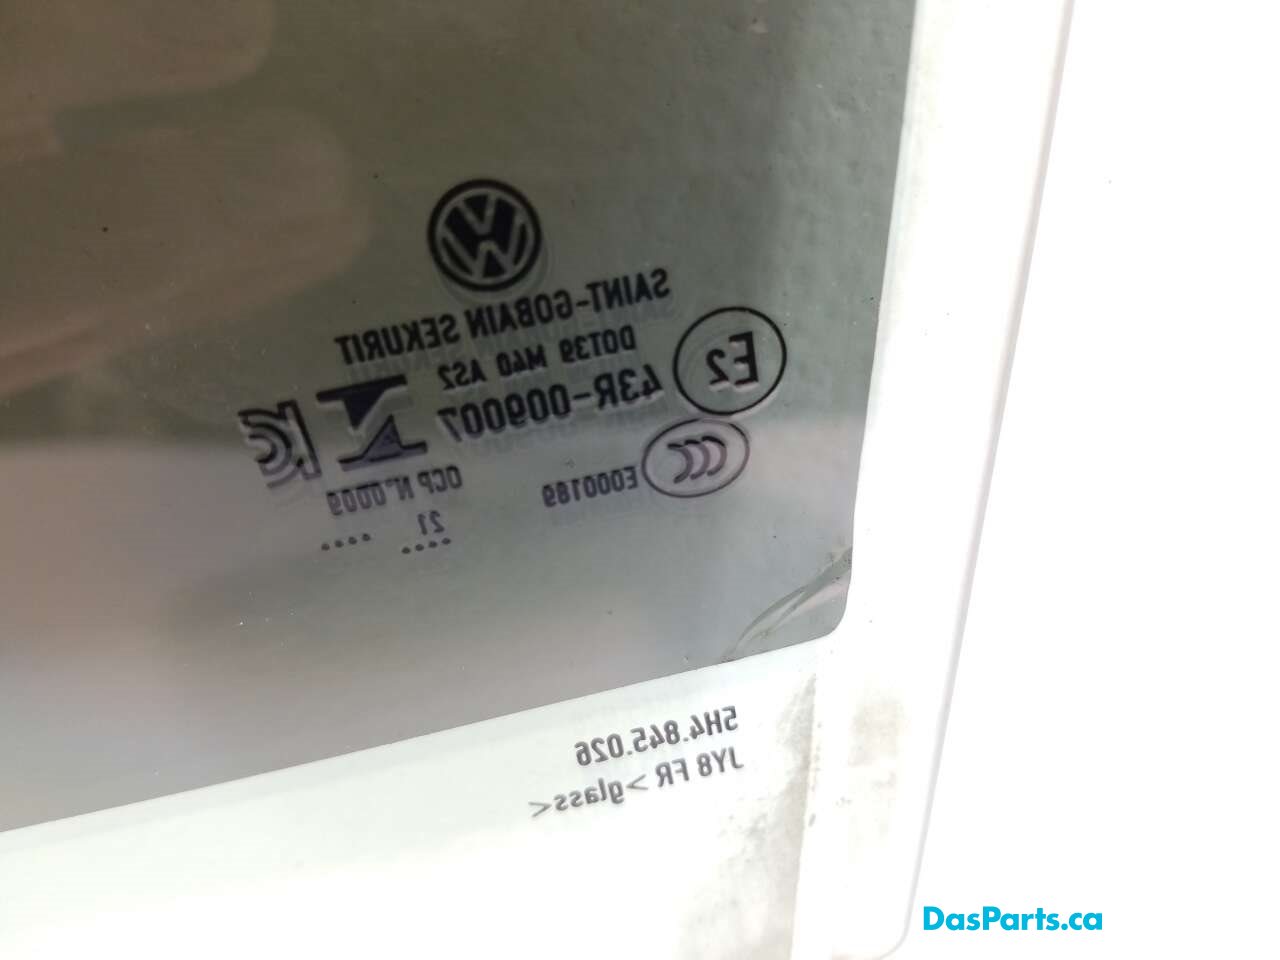 SAINT-GOBAIN SEKURIT
E2
DOT39 M40 AS2
43R-009007
CCC
E000189
OCP N°0009
21
.... ....
5H4.845.026
JY8 FR >glass<
DasParts.ca